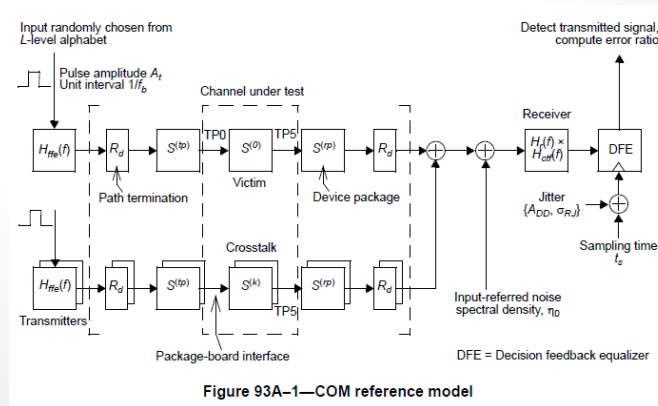 Input randomly chosen from
L-level alphabet
Detect transmitted signal,
compute error ratio
Pulse amplitude At
Unit interval 1/fb
Channel under test
Receiver
TP0
TP5
Hffe(f)
Rd
S(tp)
S(0)
S(rp)
Rd
Hr(f) ×
Hctf(f)
DFE
Path termination
Victim
Device package
Jitter
{ADD, σRJ}
Crosstalk
Sampling time
ts
Hffe(f)
Rd
S(tp)
S(k)
S(rp)
Rd
TP5
Transmitters
Input-referred noise
spectral density, η0
Package-board interface
DFE = Decision feedback equalizer
Figure 93A–1—COM reference model